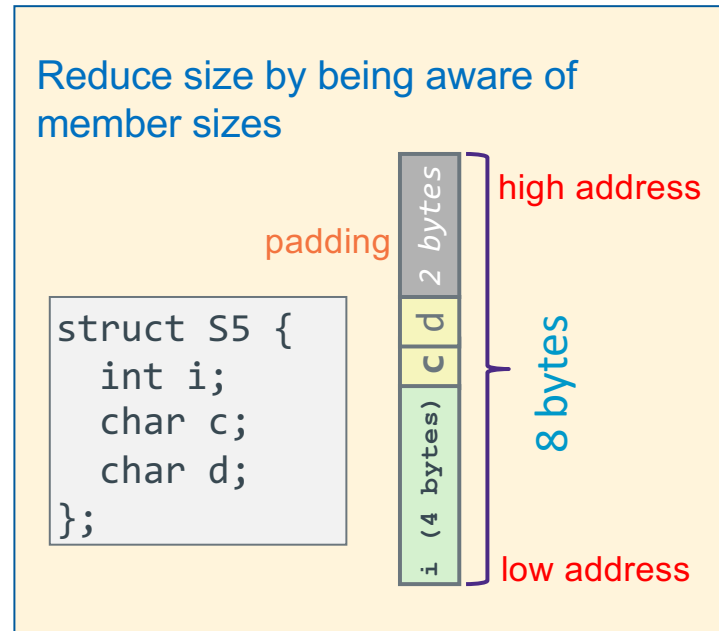 Reduce size by being aware of
member sizes
high address
padding
2 bytes
struct S5 {
  int i;
  char c;
  char d;
};
d
c
i (4 bytes)
8 bytes
low address